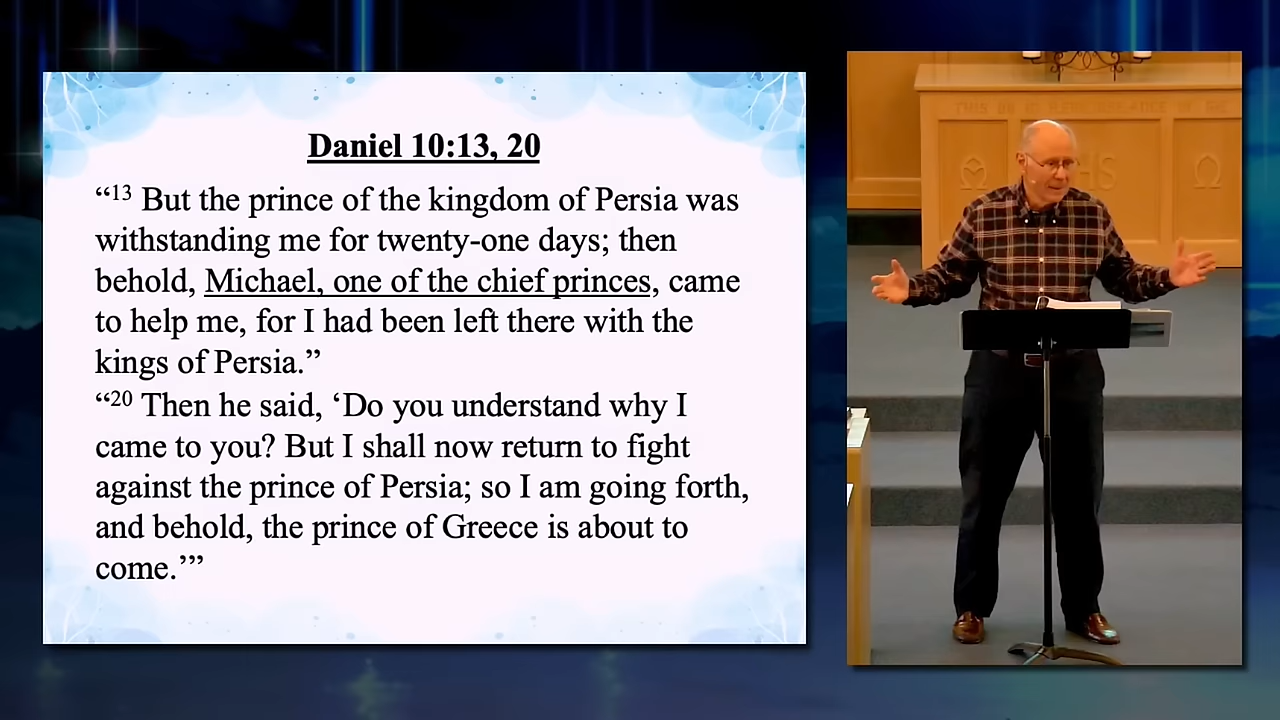 Daniel 10:13, 20
“13 But the prince of the kingdom of Persia was
withstanding me for twenty-one days; then
behold, Michael, one of the chief princes, came
to help me, for I had been left there with the
kings of Persia.”
“20 Then he said, ‘Do you understand why I
came to you? But I shall now return to fight
against the prince of Persia; so I am going forth,
and behold, the prince of Greece is about to
come.’”
IHS